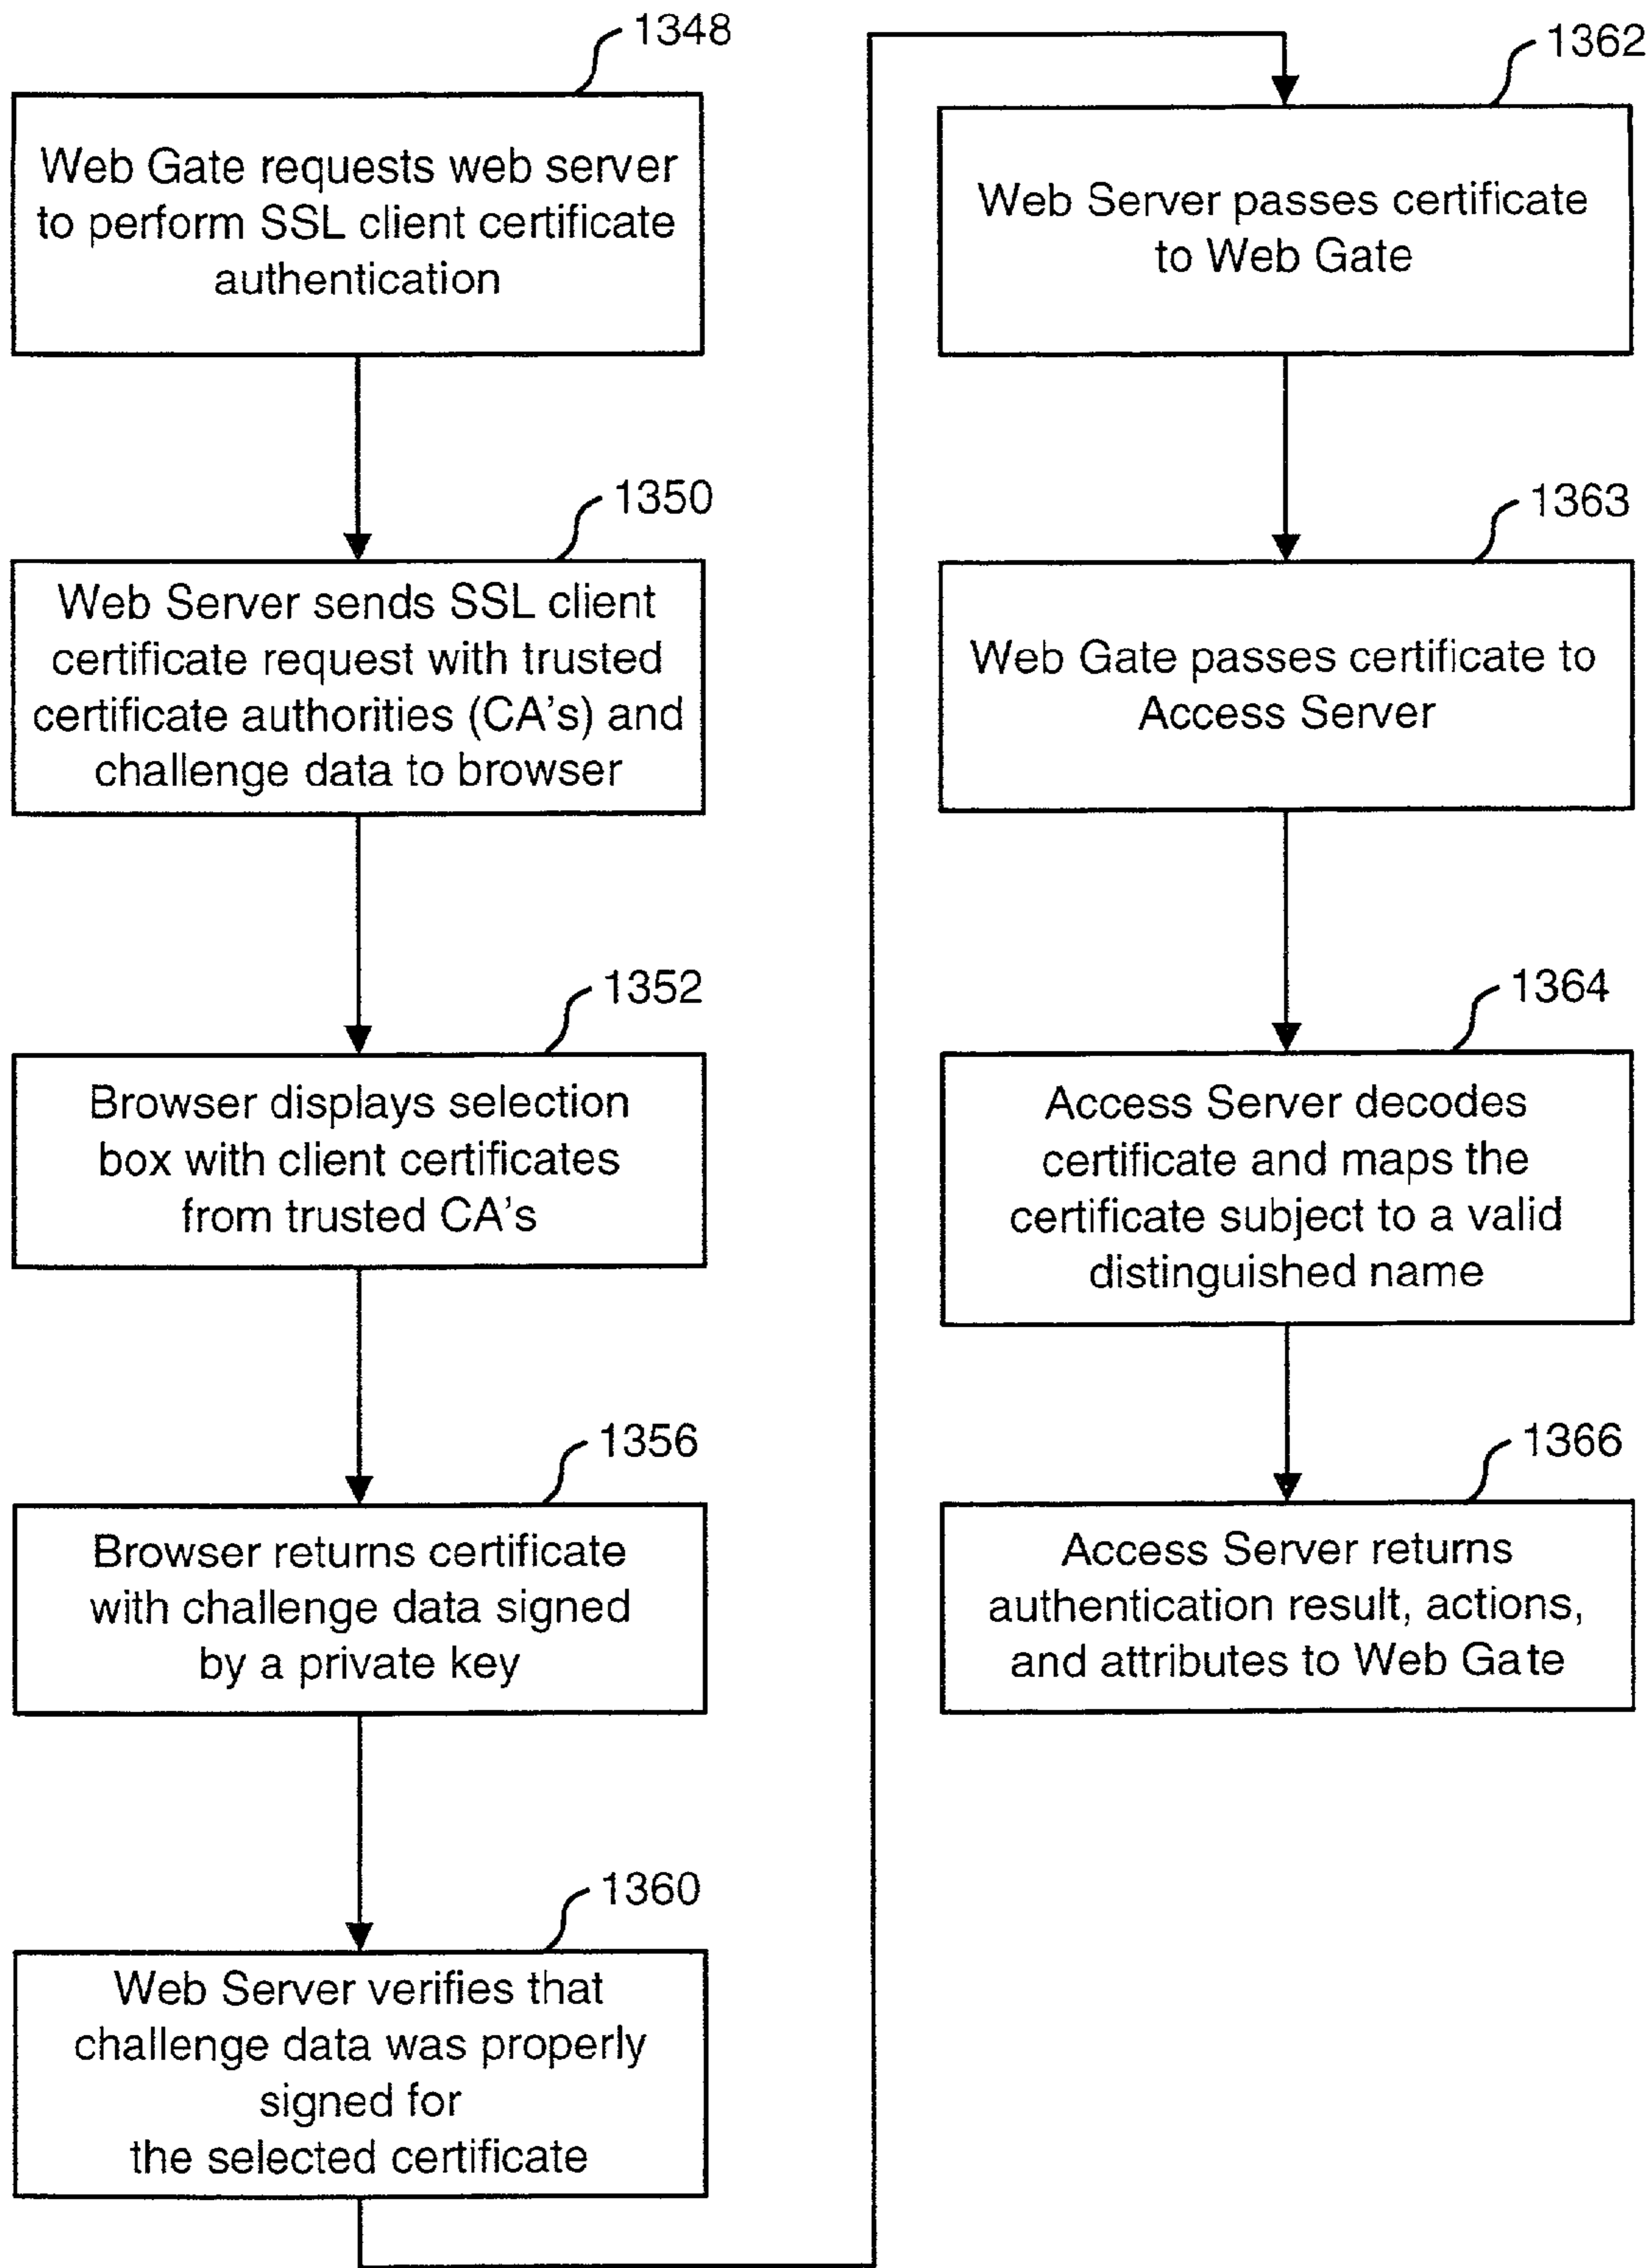 1348
Web Gate requests web server
to perform SSL client certificate
authentication
1350
Web Server sends SSL client
certificate request with trusted
certificate authorities (CA's) and
challenge data to browser
1352
Browser displays selection
box with client certificates
from trusted CA's
1356
Browser returns certificate
with challenge data signed
by a private key
1360
Web Server verifies that
challenge data was properly
signed for
the selected certificate
1362
Web Server passes certificate
to Web Gate
1363
Web Gate passes certificate to
Access Server
1364
Access Server decodes
certificate and maps the
certificate subject to a valid
distinguished name
1366
Access Server returns
authentication result, actions,
and attributes to Web Gate